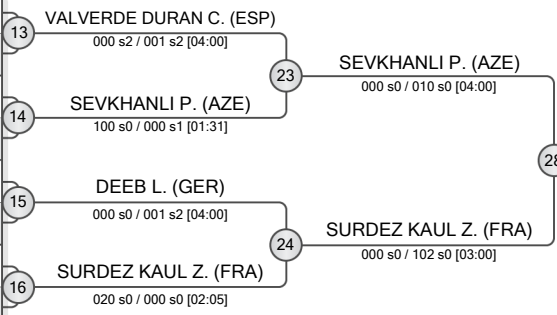 VALVERDE DURAN C. (ESP)
13
000 s2 / 001 s2 [04:00]
23
SEVKHANLI P. (AZE)
000 s0 / 010 s0 [04:00]
SEVKHANLI P. (AZE)
14
100 s0 / 000 s1 [01:31]
28
DEEB L. (GER)
15
000 s0 / 001 s2 [04:00]
24
SURDEZ KAUL Z. (FRA)
000 s0 / 102 s0 [03:00]
SURDEZ KAUL Z. (FRA)
16
020 s0 / 000 s0 [02:05]